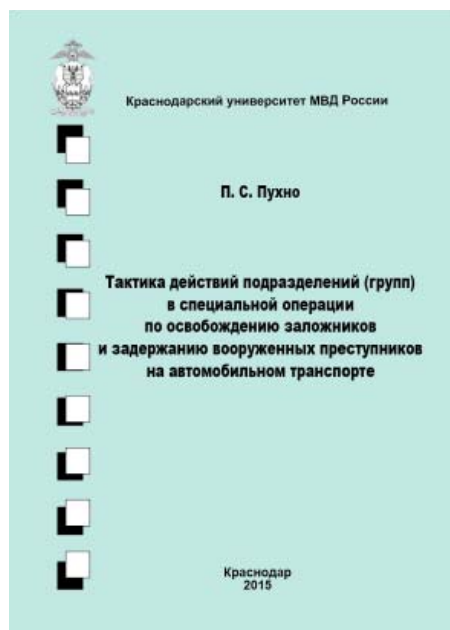 Краснодарский университет МВД России
П. С. Пухно
Тактика действий подразделений (групп)
в специальной операции
по освобождению заложников
и задержанию вооруженных преступников
на автомобильном транспорте
Краснодар
2015